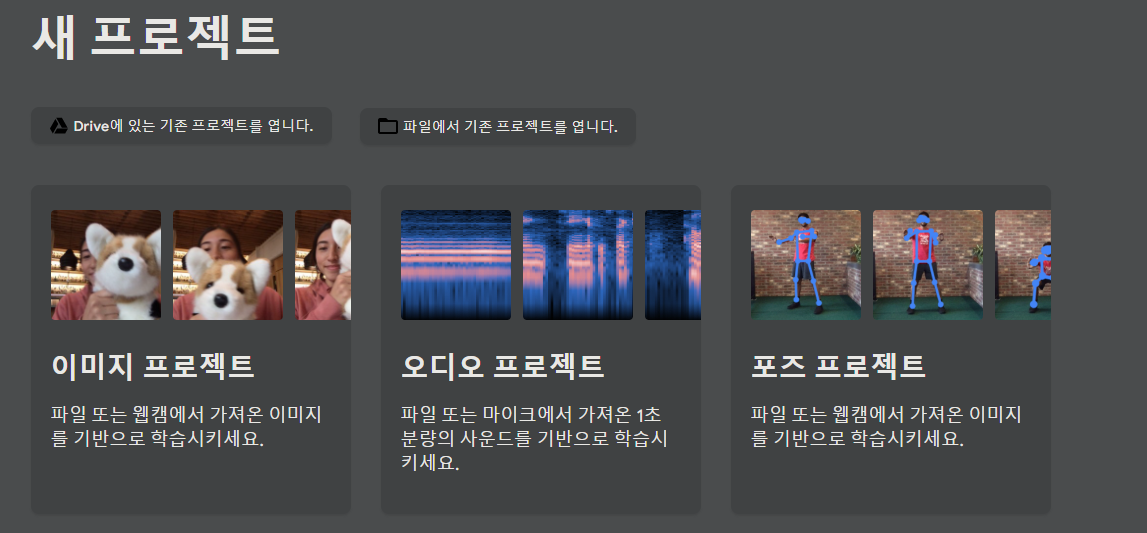 새 프로젝트
Drive에 있는 기존 프로젝트를 엽니다.
파일에서 기존 프로젝트를 엽니다.
이미지 프로젝트
파일 또는 웹캠에서 가져온 이미지
를 기반으로 학습시키세요.
오디오 프로젝트
파일 또는 마이크에서 가져온 1초
분량의 사운드를 기반으로 학습시
키세요.
포즈 프로젝트
파일 또는 웹캠에서 가져온 이미지
를 기반으로 학습시키세요.